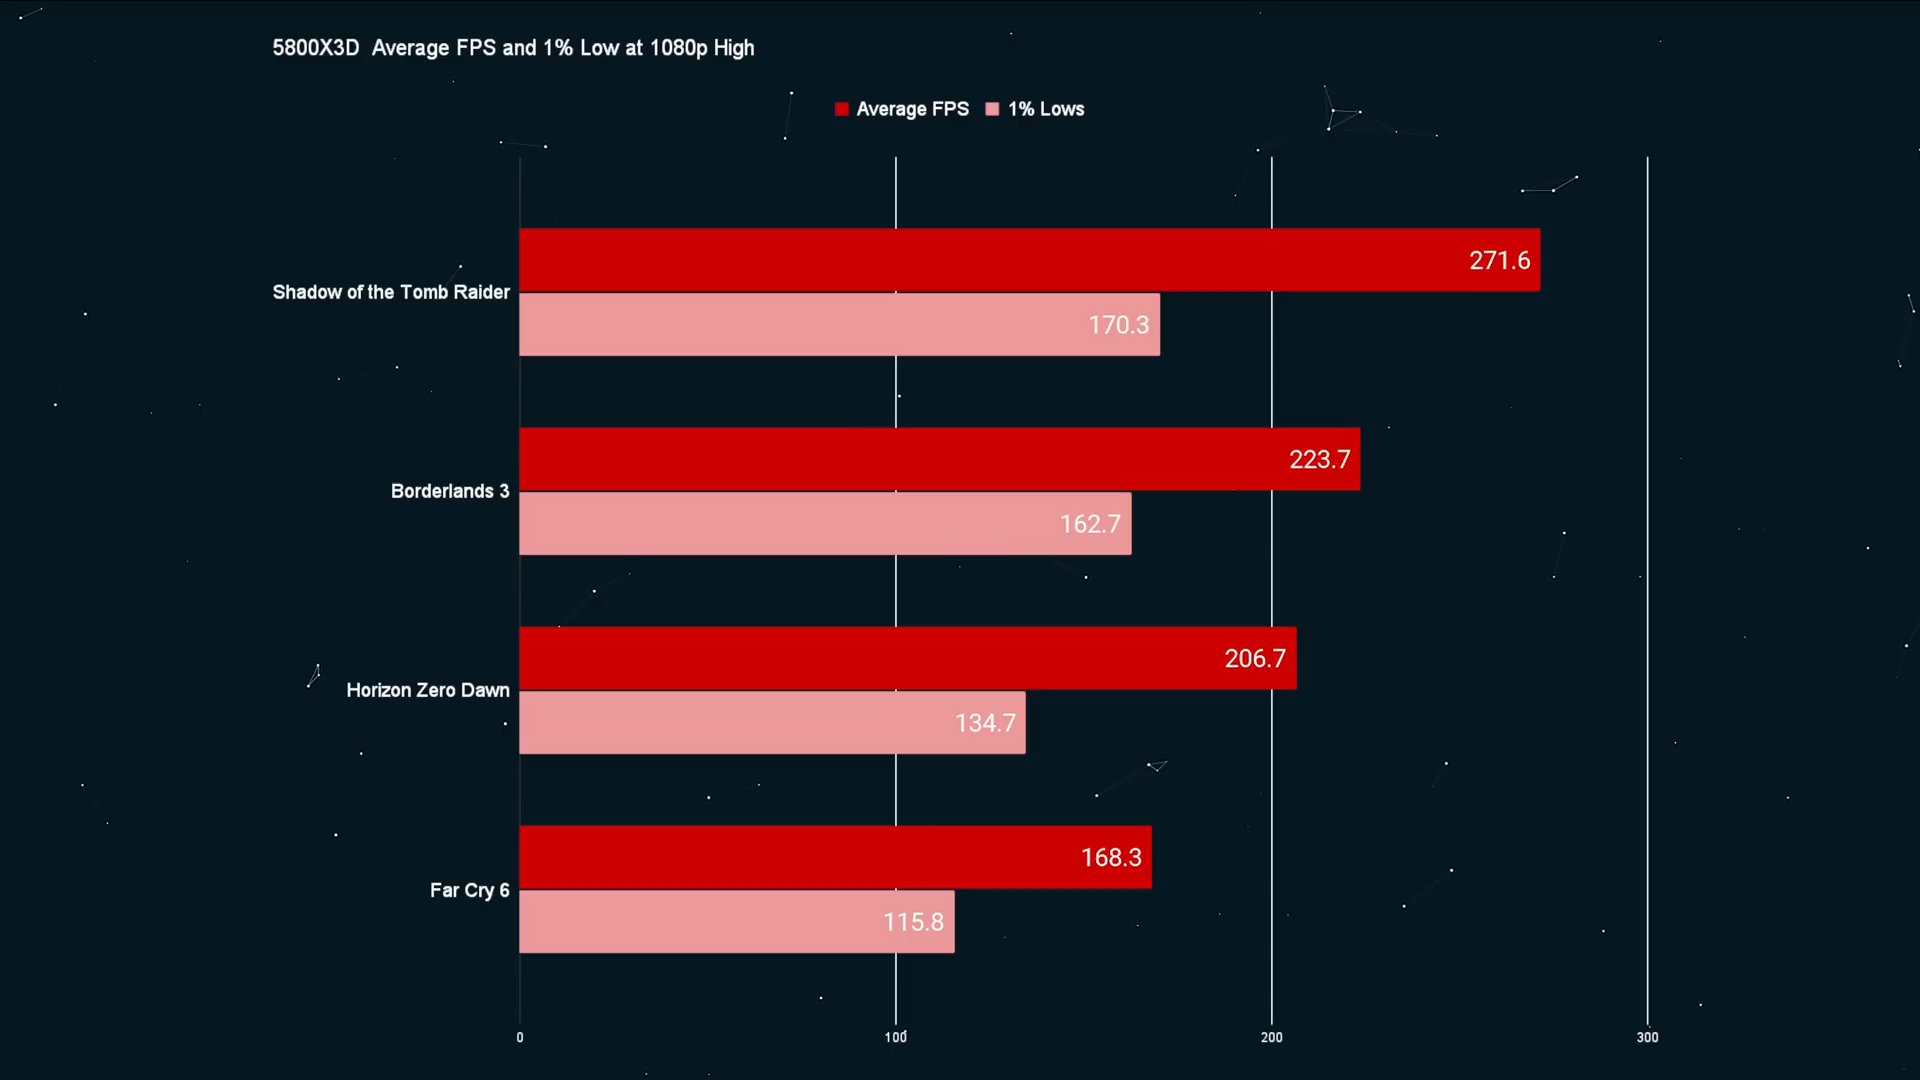 5800X3D  Average FPS and 1% Low at 1080p High
Average FPS  1% Lows
Shadow of the Tomb Raider
271.6
170.3
Borderlands 3
223.7
162.7
Horizon Zero Dawn
206.7
134.7
Far Cry 6
168.3
115.8
0  100  200  300